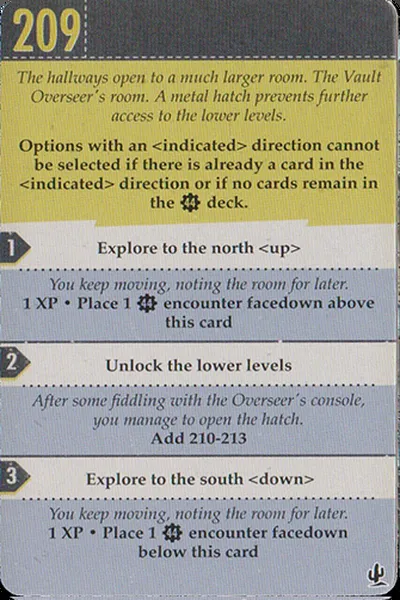 209
The hallways open to a much larger room. The Vault
Overseer's room. A metal hatch prevents further
access to the lower levels.
Options with an <indicated> direction cannot
be selected if there is already a card in the
<indicated> direction or if no cards remain in
the 44 deck.
1
Explore to the north <up>
You keep moving, noting the room for later.
1 XP • Place 1 44 encounter facedown above
this card
2
Unlock the lower levels
After some fiddling with the Overseer's console,
you manage to open the hatch.
Add 210-213
3
Explore to the south <down>
You keep moving, noting the room for later.
1 XP • Place 1 44 encounter facedown
below this card